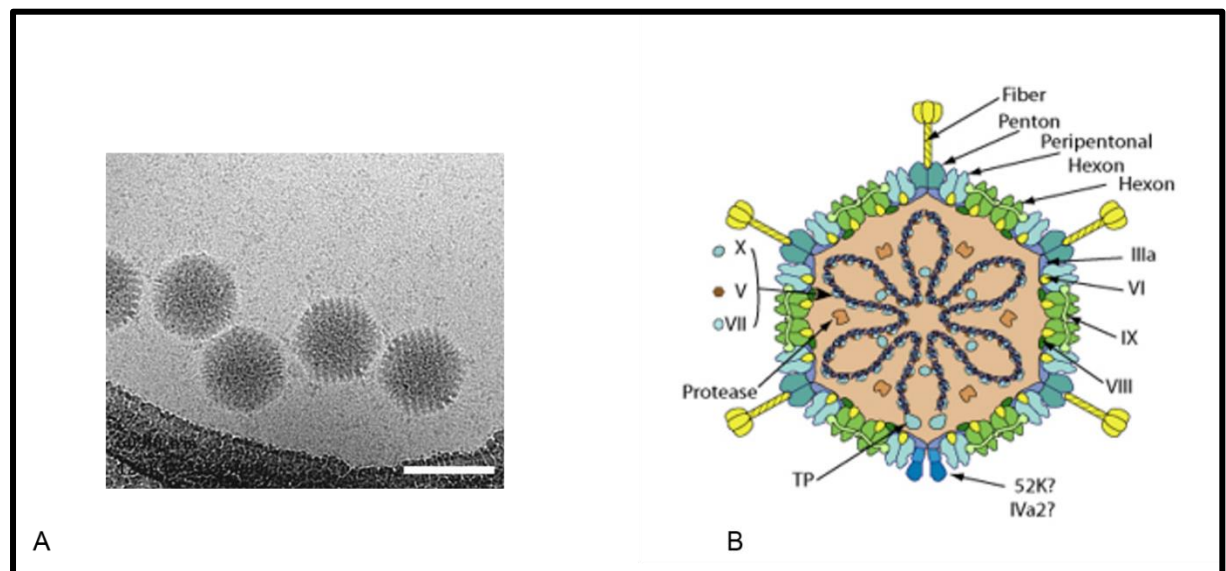 Fiber
Penton
Peripentonal
Hexon
Hexon
X
V
VII
IIIa
VI
IX
VIII
Protease
TP
52K?
IVa2?
A
B